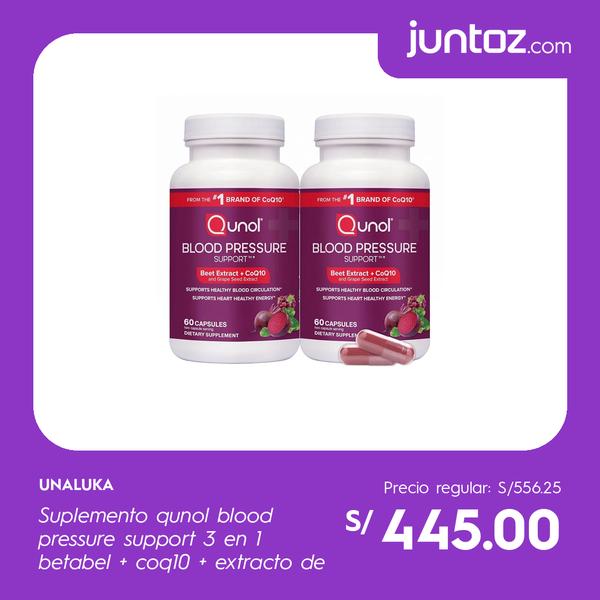 juntoz.com
FROM THE #1 BRAND OF CoQ10†
Qunol®
BLOOD PRESSURE
SUPPORT™*
Beet Extract + CoQ10
and Grape Seed Extract
SUPPORTS HEALTHY BLOOD CIRCULATION*
SUPPORTS HEART HEALTHY ENERGY*
60 CAPSULES
DIETARY SUPPLEMENT
FROM THE #1 BRAND OF CoQ10†
Qunol®
BLOOD PRESSURE
SUPPORT™*
Beet Extract + CoQ10
and Grape Seed Extract
SUPPORTS HEALTHY BLOOD CIRCULATION*
SUPPORTS HEART HEALTHY ENERGY*
60 CAPSULES
DIETARY SUPPLEM
UNALUKA
Suplemento qunol blood
pressure support 3 en 1
betabel + coq10 + extracto de
Precio regular: S/556.25
S/ 445.00